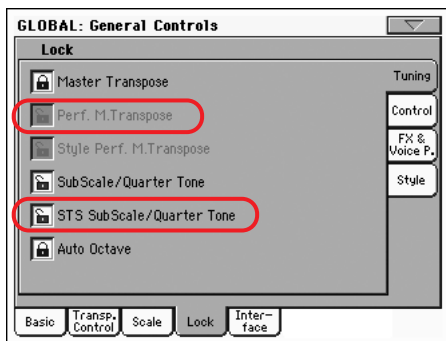 GLOBAL: General Controls
Lock
Master Transpose
Perf. M.Transpose
Style Perf. M.Transpose
SubScale/Quarter Tone
STS SubScale/Quarter Tone
Auto Octave
Tuning
Control
FX &
Voice P.
Style
Basic
Transp.
Control
Scale
Lock
Inter-
face